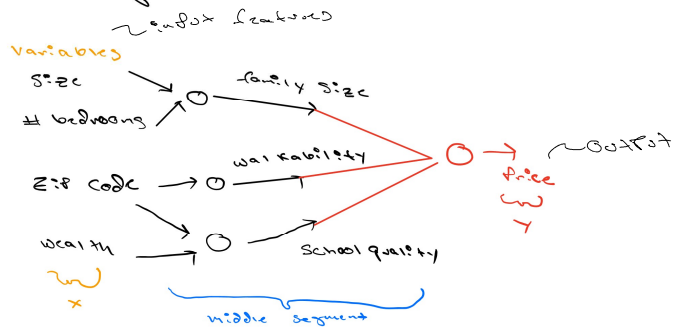 ~ input features
Variables
size
family size
# bedrooms
walkability
~ output
zip code
price
y
wealth
school quality
x
middle segment